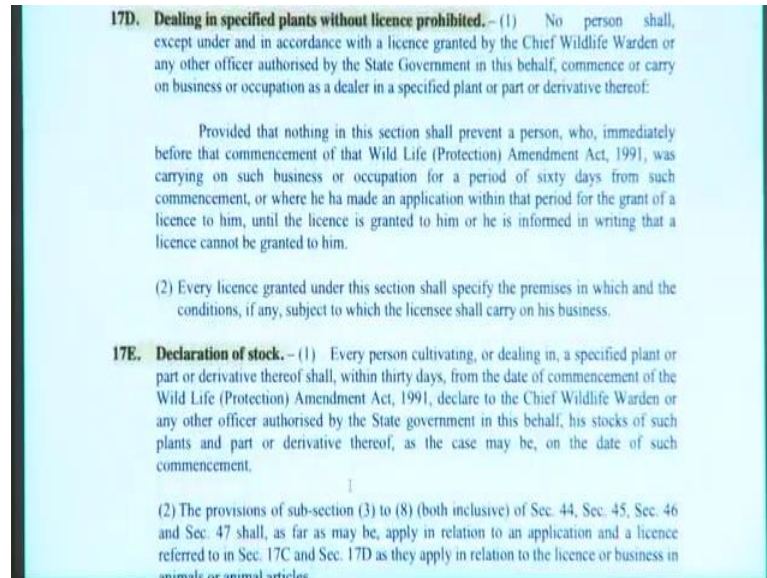 17D. Dealing in specified plants without licence prohibited. – (1) No person shall,
except under and in accordance with a licence granted by the Chief Wildlife Warden or
any other officer authorised by the State Government in this behalf, commence or carry
on business or occupation as a dealer in a specified plant or part or derivative thereof:
Provided that nothing in this section shall prevent a person, who, immediately
before that commencement of that Wild Life (Protection) Amendment Act, 1991, was
carrying on such business or occupation for a period of sixty days from such
commencement, or where he ha made an application within that period for the grant of a
licence to him, until the licence is granted to him or he is informed in writing that a
licence cannot be granted to him.
(2) Every licence granted under this section shall specify the premises in which and the
conditions, if any, subject to which the licensee shall carry on his business.
17E. Declaration of stock. – (1) Every person cultivating, or dealing in, a specified plant or
part or derivative thereof shall, within thirty days, from the date of commencement of the
Wild Life (Protection) Amendment Act, 1991, declare to the Chief Wildlife Warden or
any other officer authorised by the State government in this behalf, his stocks of such
plants and part or derivative thereof, as the case may be, on the date of such
commencement.
(2) The provisions of sub-section (3) to (8) (both inclusive) of Sec. 44, Sec. 45, Sec. 46
and Sec. 47 shall, as far as may be, apply in relation to an application and a licence
referred to in Sec. 17C and Sec. 17D as they apply in relation to the licence or business in
animals or animal articles